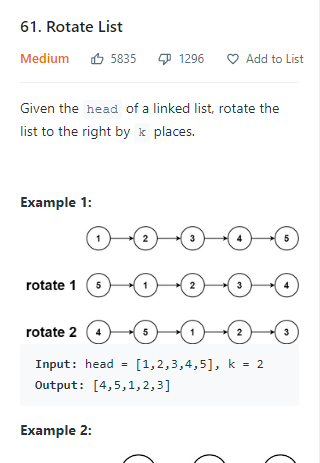 61. Rotate List
Medium 5835 1296 Add to List
Given the head of a linked list, rotate the
list to the right by k places.
Example 1:
1 2 3 4 5
rotate 1 5 1 2 3 4
rotate 2 4 5 1 2 3
Input: head = [1,2,3,4,5], k = 2
Output: [4,5,1,2,3]
Example 2: